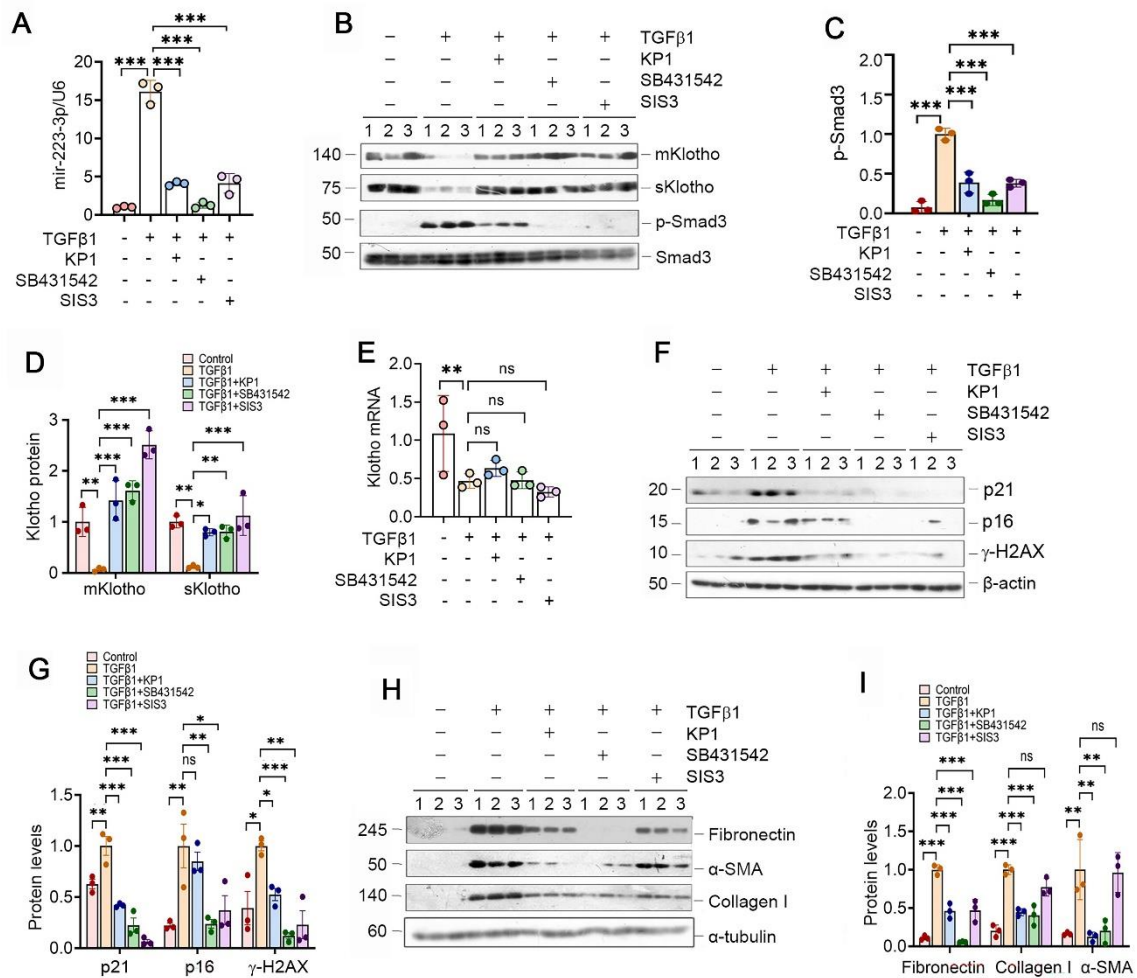 A
***
***
*** ***
mir-223-3p/U6
20
15
10
5
0
TGFβ1 - + + + +
KP1 - - + - -
SB431542 - - - + -
SIS3 - - - - +
B
– + + + + TGFβ1
– – + – – KP1
– – – + – SB431542
– – – – + SIS3
1 2 3 1 2 3 1 2 3 1 2 3 1 2 3
140 mKlotho
75 sKlotho
50 p-Smad3
50 Smad3
C
***
***
***
***
p-Smad3
1.5
1.0
0.5
0.0
TGFβ1 - + + + +
KP1 - - + - -
SB431542 - - - + -
SIS3 - - - - +
D
Control
TGFβ1
TGFβ1+KP1
TGFβ1+SB431542
TGFβ1+SIS3
***
***
***
**
***
**
**
*
Klotho protein
3
2
1
0
mKlotho sKlotho
E
** ns
ns
ns
Klotho mRNA
2.0
1.5
1.0
0.5
0.0
TGFβ1 - + + + +
KP1 - - + - -
SB431542 - - - + -
SIS3 - - - - +
F
– + + + + TGFβ1
– – + – – KP1
– – – + – SB431542
– – – – + SIS3
1 2 3 1 2 3 1 2 3 1 2 3 1 2 3
20 p21
15 p16
10 γ-H2AX
50 β-actin
G
Control
TGFβ1
TGFβ1+KP1
TGFβ1+SB431542
TGFβ1+SIS3
***
***
***
**
*
**
ns
**
**
***
*
*
Protein levels
1.5
1.0
0.5
0.0
p21 p16 γ-H2AX
H
– + + + + TGFβ1
– – + – – KP1
– – – + – SB431542
– – – – + SIS3
1 2 3 1 2 3 1 2 3 1 2 3 1 2 3
245 Fibronectin
50 α-SMA
140 Collagen I
60 α-tubulin
I
Control
TGFβ1
TGFβ1+KP1
TGFβ1+SB431542
TGFβ1+SIS3
***
***
***
***
ns
***
***
***
ns
**
**
**
Protein levels
2.0
1.5
1.0
0.5
0.0
Fibronectin Collagen I α-SMA